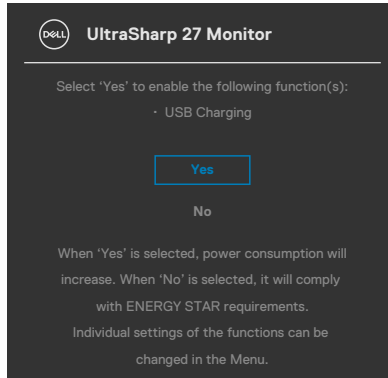 DELL
UltraSharp 27 Monitor
Select ‘Yes’ to enable the following function(s):
· USB Charging
Yes
No
When ‘Yes’ is selected, power consumption will
increase. When ‘No’ is selected, it will comply
with ENERGY STAR requirements.
Individual settings of the functions can be
changed in the Menu.